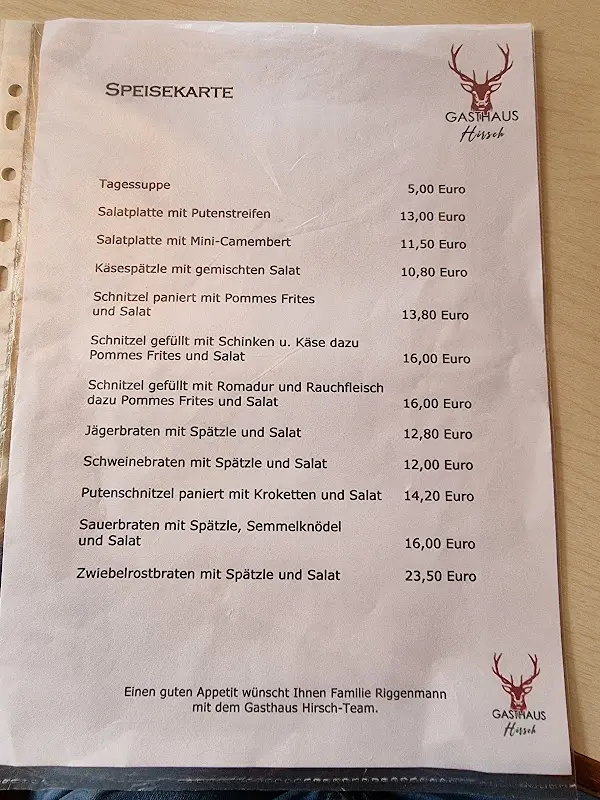 SPEISEKARTE
GASTHAUS
Hirsch
Tagessuppe 5,00 Euro
Salatplatte mit Putenstreifen 13,00 Euro
Salatplatte mit Mini-Camembert 11,50 Euro
Käsespätzle mit gemischten Salat 10,80 Euro
Schnitzel paniert mit Pommes Frites
und Salat 13,80 Euro
Schnitzel gefüllt mit Schinken u. Käse dazu
Pommes Frites und Salat 16,00 Euro
Schnitzel gefüllt mit Romadur und Rauchfleisch
dazu Pommes Frites und Salat 16,00 Euro
Jägerbraten mit Spätzle und Salat 12,80 Euro
Schweinebraten mit Spätzle und Salat 12,00 Euro
Putenschnitzel paniert mit Kroketten und Salat 14,20 Euro
Sauerbraten mit Spätzle, Semmelknödel
und Salat 16,00 Euro
Zwiebelrostbraten mit Spätzle und Salat 23,50 Euro
Einen guten Appetit wünscht Ihnen Familie Riggenmann
mit dem Gasthaus Hirsch-Team.
GASTHAUS
Hirsch